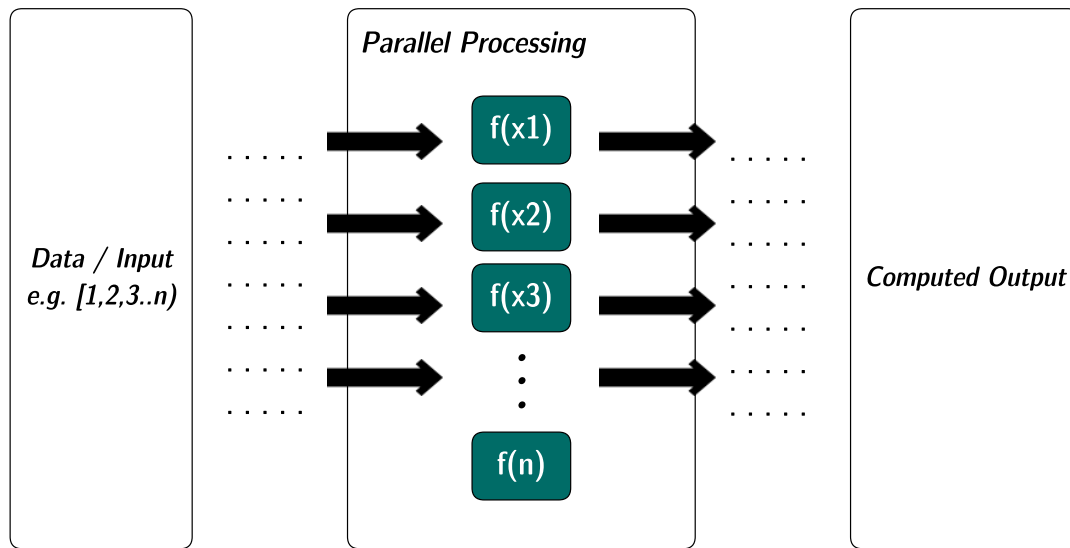 Parallel Processing
f(x1)
f(x2)
f(x3)
f(n)
Data / Input
e.g. [1,2,3..n)
Computed Output